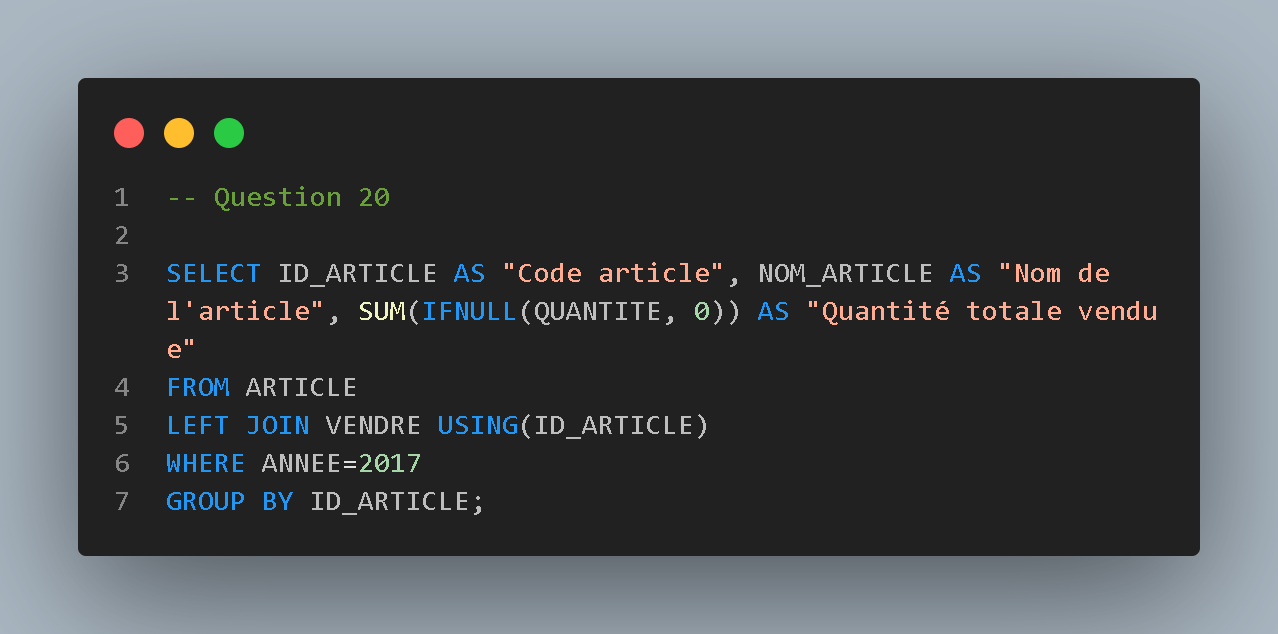 1 -- Question 20
2
3 SELECT ID_ARTICLE AS "Code article", NOM_ARTICLE AS "Nom de
l'article", SUM(IFNULL(QUANTITE, 0)) AS "Quantité totale vendu
e"
4 FROM ARTICLE
5 LEFT JOIN VENDRE USING(ID_ARTICLE)
6 WHERE ANNEE=2017
7 GROUP BY ID_ARTICLE;